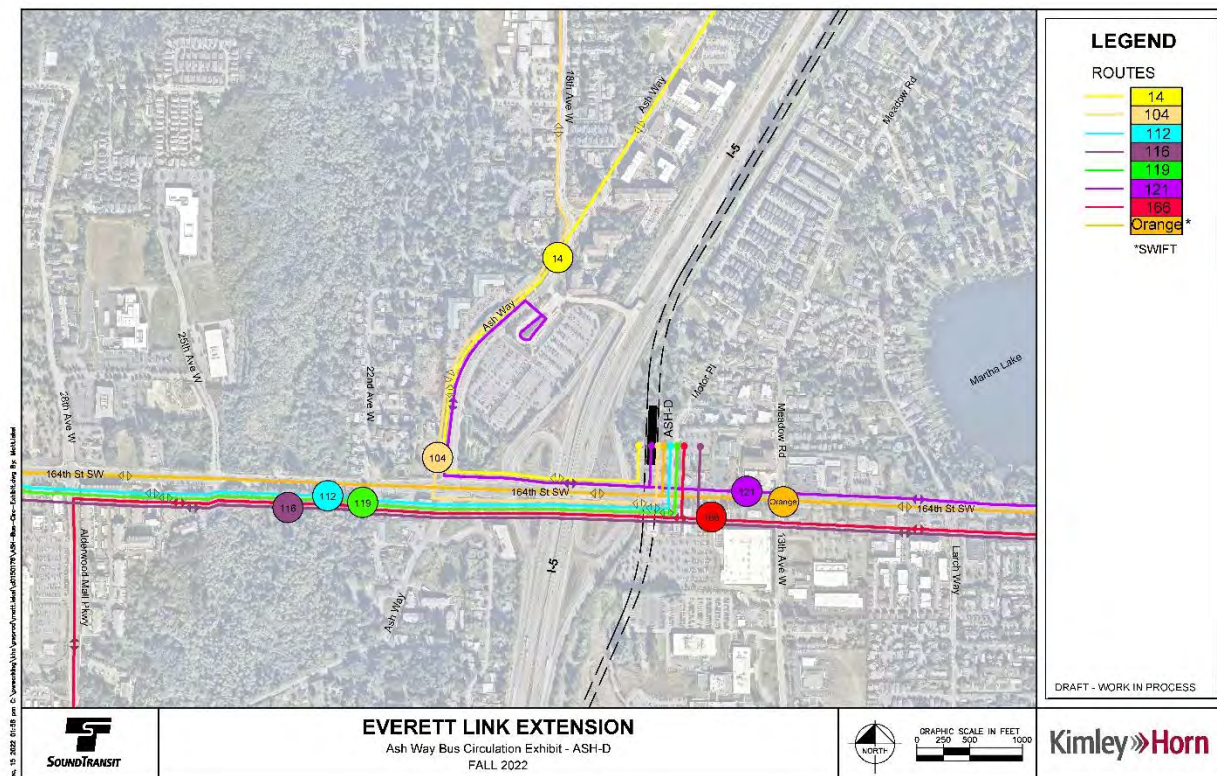 LEGEND
ROUTES
14
104
112
116
119
121
166
Orange *
*SWIFT
DRAFT - WORK IN PROCESS
18th Ave W
Ash Way
Meadow Rd
I-5
14
Ash Way
25th Ave W
28th Ave W
22nd Ave W
Motor Pl
ASH-D
Martha Lake
Meadow Rd
104
164th St SW
164th St SW
164th St SW
116
112
119
121
Orange
166
Alderwood Mall Pkwy
Ash Way
I-5
13th Ave W
Larch Way
SOUNDTRANSIT
EVERETT LINK EXTENSION
Ash Way Bus Circulation Exhibit - ASH-D
FALL 2022
NORTH
GRAPHIC SCALE IN FEET
0 250 500 1000
Kimley»Horn